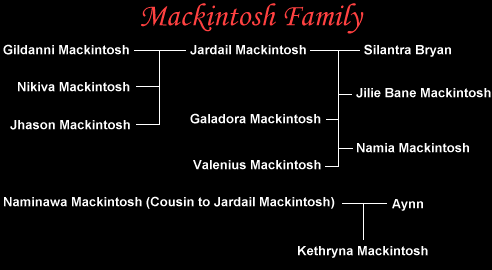 Mackintosh Family
Gildanni Mackintosh Jardail Mackintosh Silantra Bryan
Nikiva Mackintosh Jilie Bane Mackintosh
Jhason Mackintosh Galadora Mackintosh
Namia Mackintosh
Valenius Mackintosh
Naminawa Mackintosh (Cousin to Jardail Mackintosh) Aynn
Kethryna Mackintosh